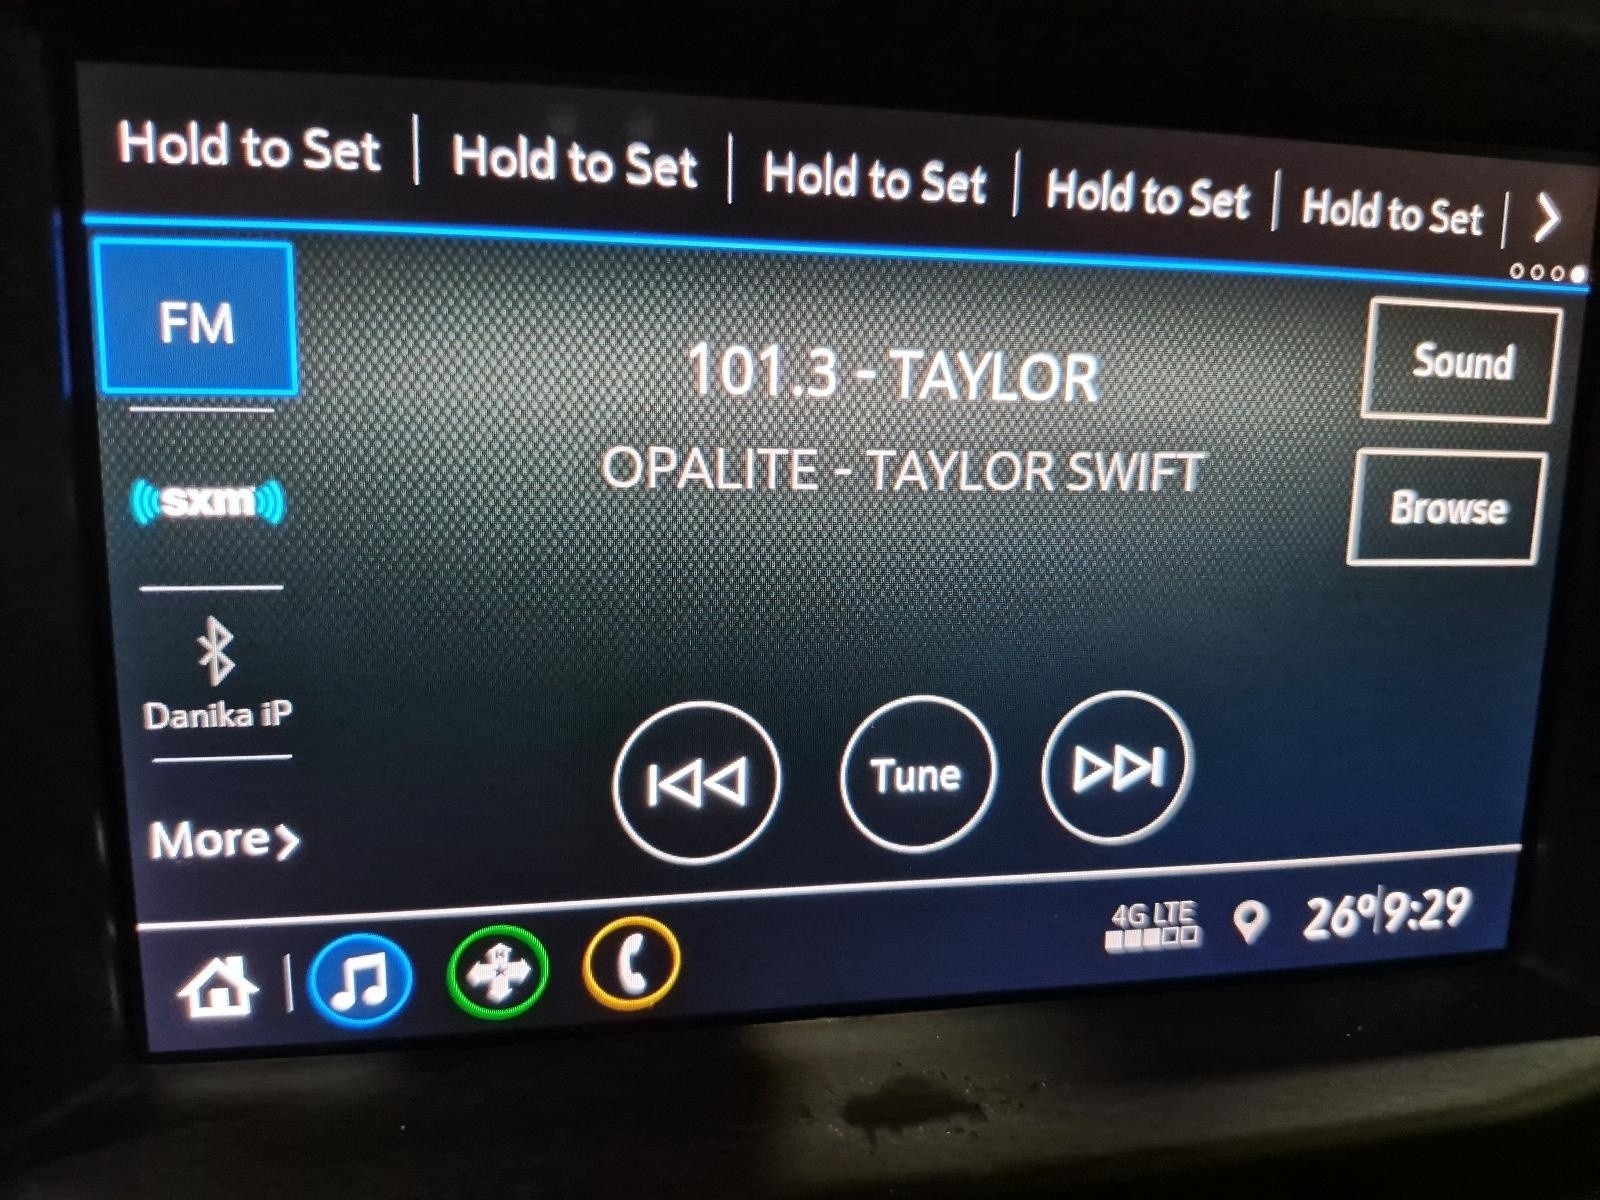 Hold to Set | Hold to Set | Hold to Set | Hold to Set | Hold to Set |
FM
101.3 - TAYLOR
Sound
OPALITE - TAYLOR SWIFT
sxm
Browse
Danika iP
Tune
More
4G LTE
26°|9:29